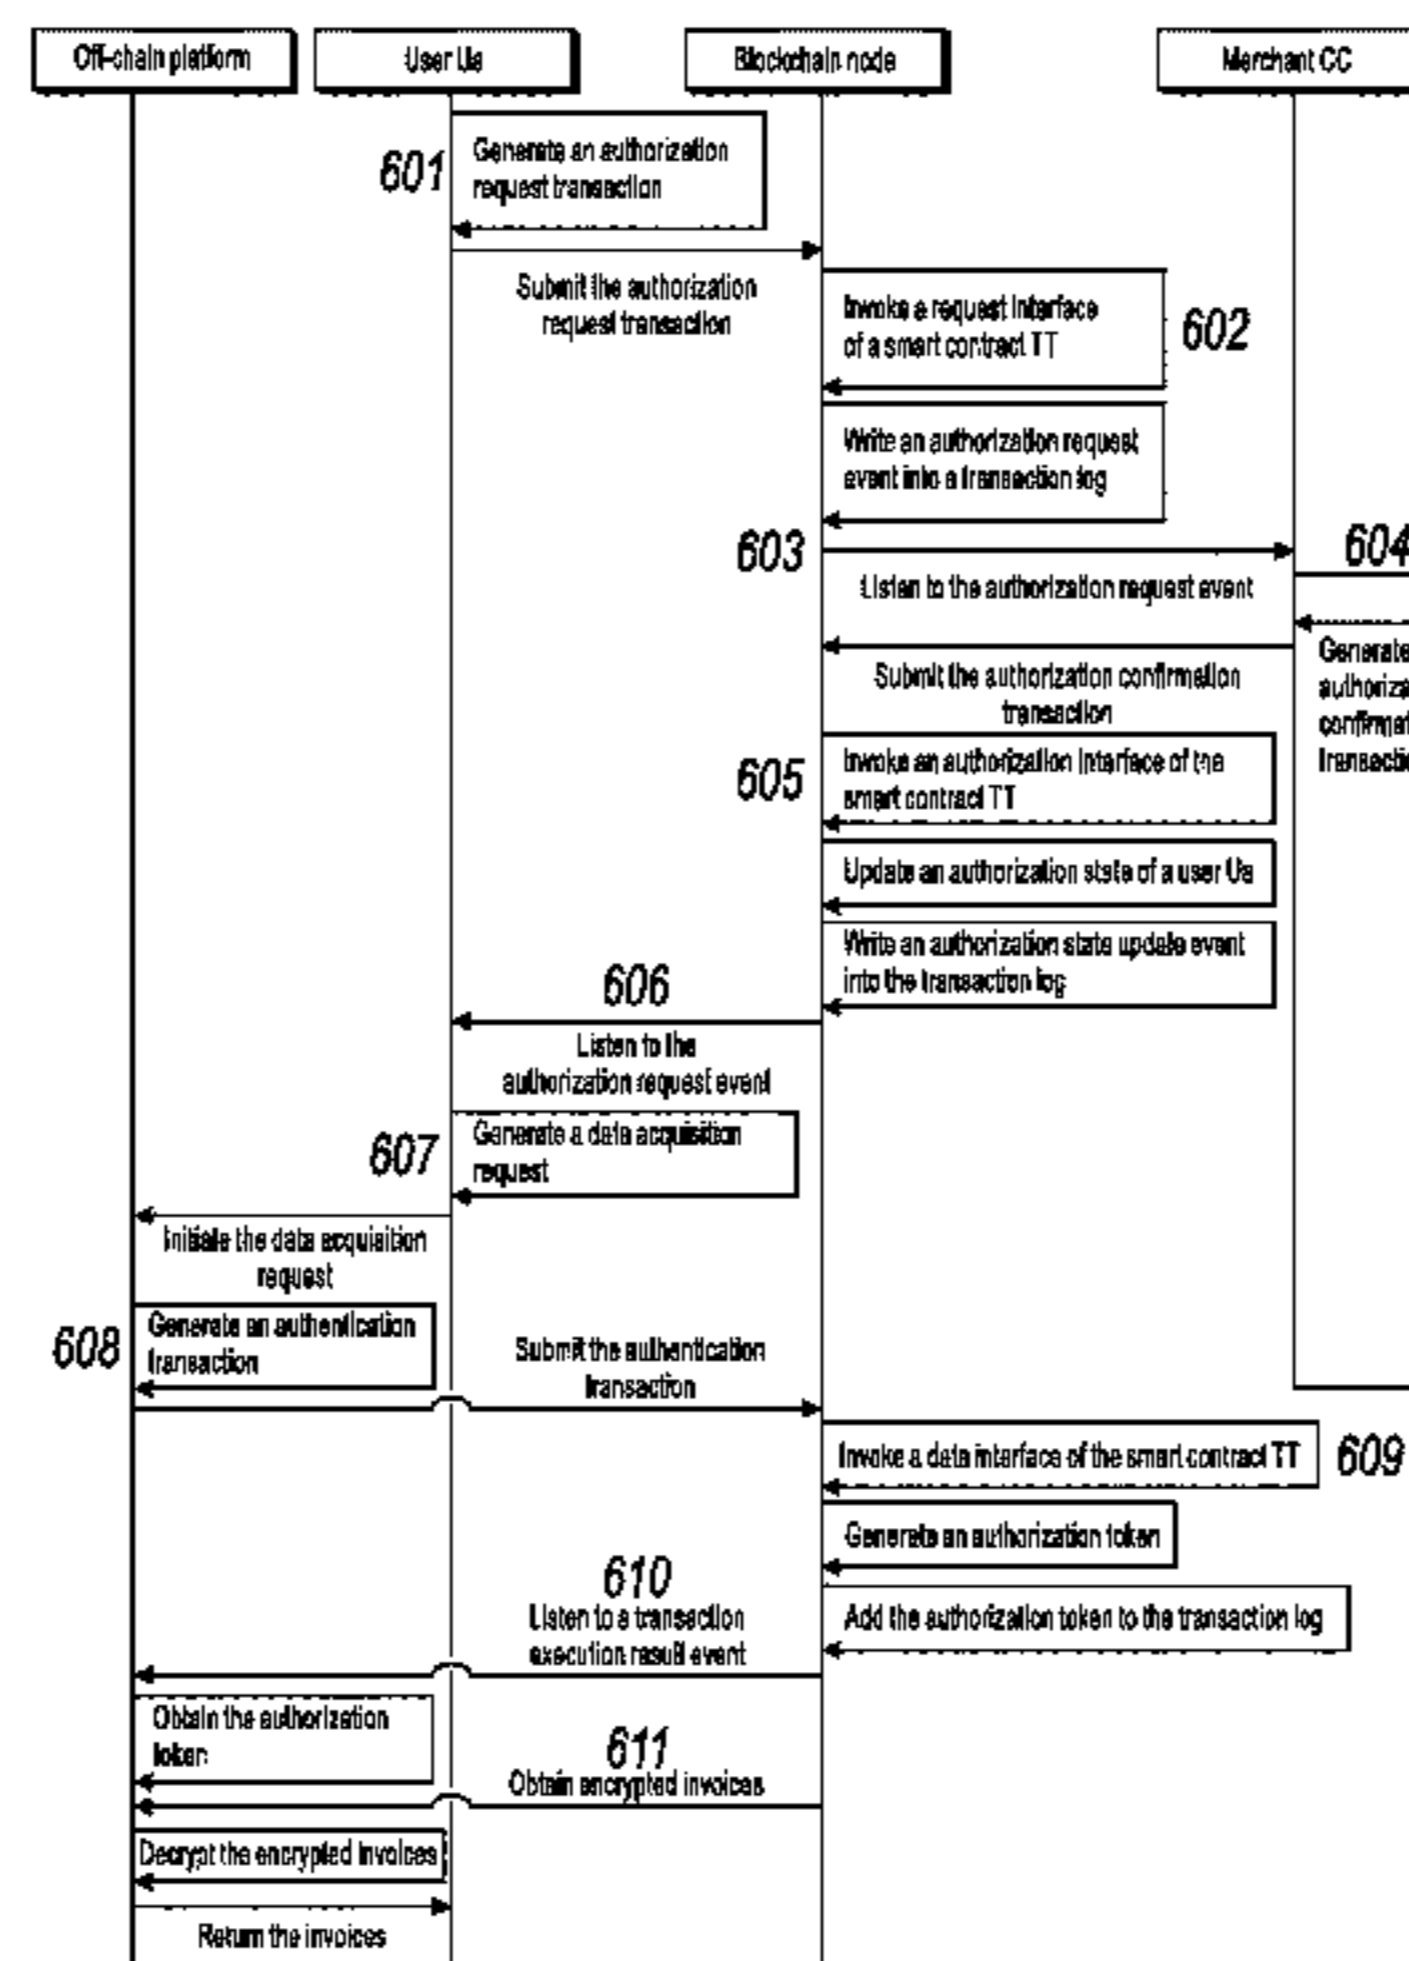 Off-chain platform
User Ua
Blockchain node
Merchant CC
601
Generate an authorization
request transaction
Submit the authorization
request transaction
Invoke a request interface
of a smart contract TT
602
Write an authorization request
event into a transaction log
603
604
Listen to the authorization request event
Generate
authoriza
confirmat
transactio
Submit the authorization confirmation
transaction
605
Invoke an authorization interface of the
smart contract TT
Update an authorization state of a user Ua
Write an authorization state update event
into the transaction log
606
Listen to the
authorization request event
607
Generate a data acquisition
request
Initiate the data acquisition
request
608
Generate an authentication
transaction
Submit the authentication
transaction
Invoke a data interface of the smart contract TT
609
Generate an authorization token
610
Listen to a transaction
execution result event
Add the authorization token to the transaction log
Obtain the authorization
token
611
Obtain encrypted invoices
Decrypt the encrypted invoices
Return the invoices